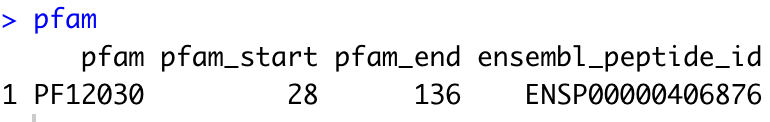 > pfam
pfam pfam_start pfam_end ensembl_peptide_id
1 PF12030 28 136 ENSP00000406876